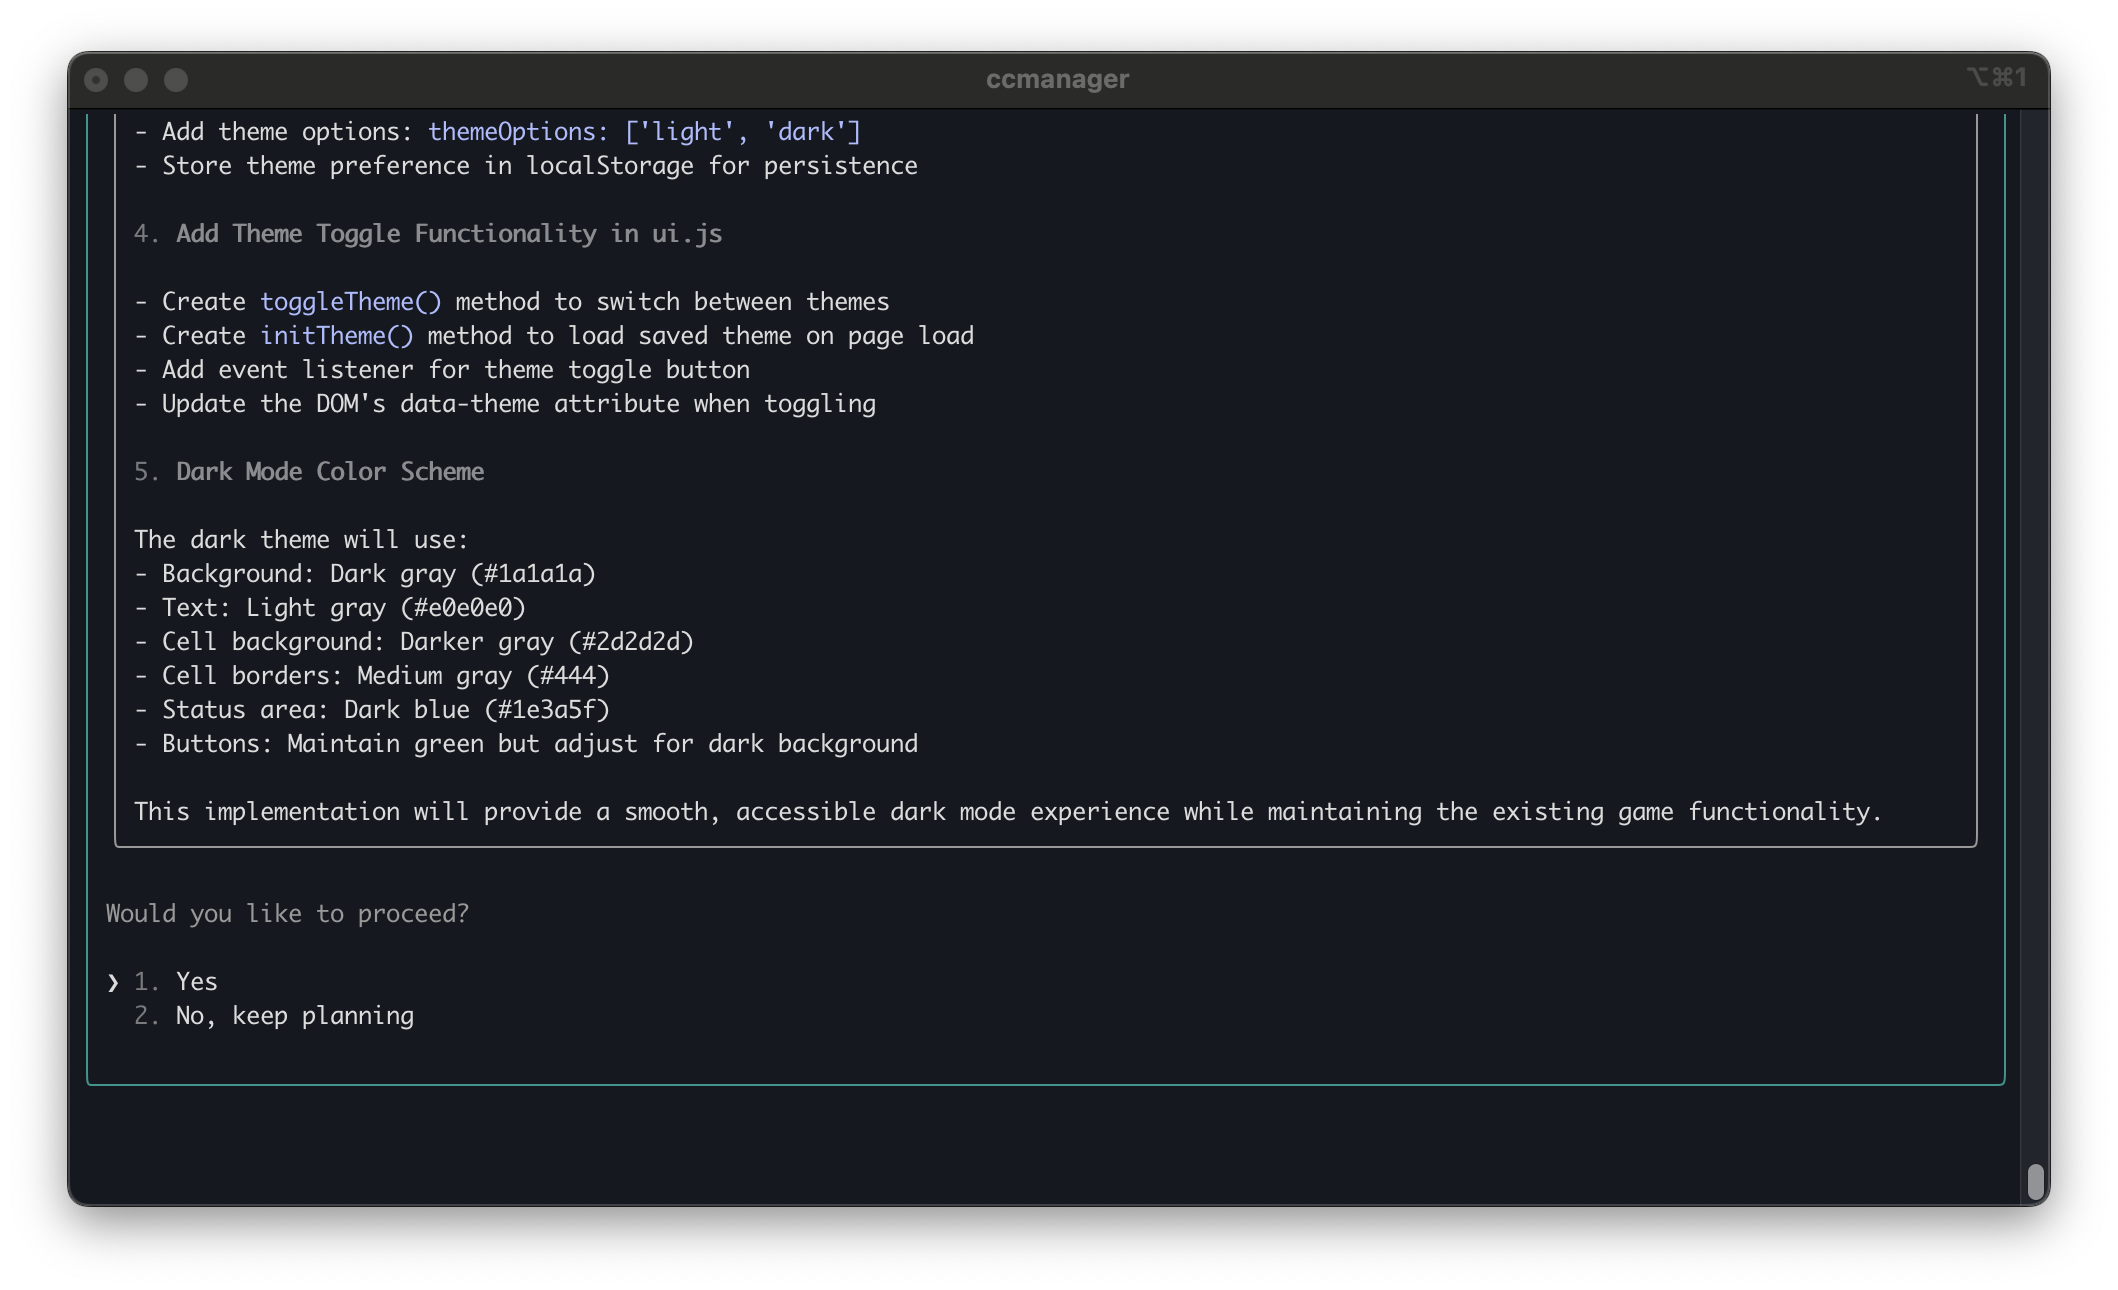 ccmanager
⌥⌘1
- Add theme options: themeOptions: ['light', 'dark']
- Store theme preference in localStorage for persistence
4. Add Theme Toggle Functionality in ui.js
- Create toggleTheme() method to switch between themes
- Create initTheme() method to load saved theme on page load
- Add event listener for theme toggle button
- Update the DOM's data-theme attribute when toggling
5. Dark Mode Color Scheme
The dark theme will use:
- Background: Dark gray (#1a1a1a)
- Text: Light gray (#e0e0e0)
- Cell background: Darker gray (#2d2d2d)
- Cell borders: Medium gray (#444)
- Status area: Dark blue (#1e3a5f)
- Buttons: Maintain green but adjust for dark background
This implementation will provide a smooth, accessible dark mode experience while maintaining the existing game functionality.
Would you like to proceed?
❯ 1. Yes
2. No, keep planning